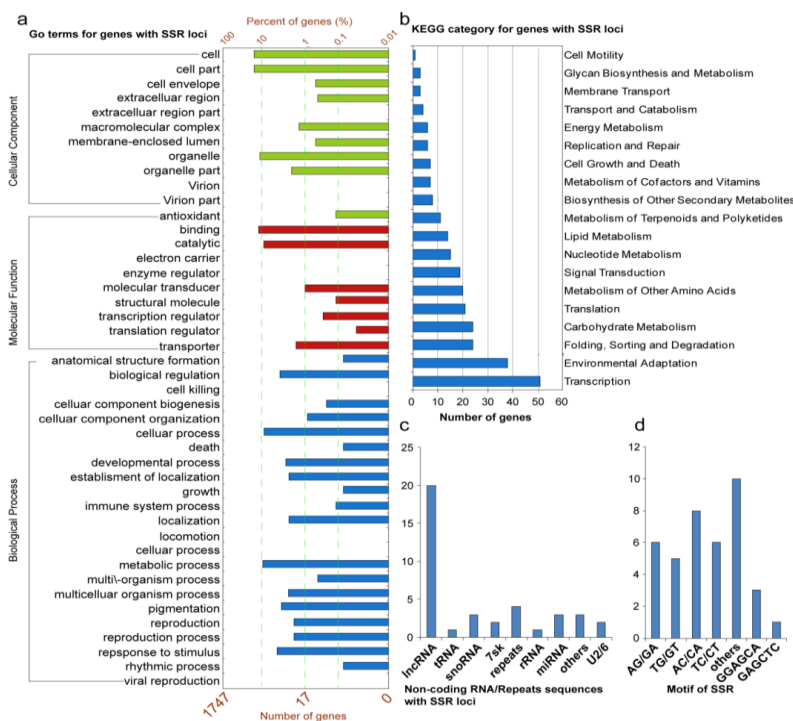 a
Go terms for genes with SSR loci
Percent of genes (%)
100 10 1 0.1 0.01
Cellular Component
cell
cell part
cell envelope
extracelluar region
extracelluar region part
macromolecular complex
membrane-enclosed lumen
organelle
organelle part
Virion
Virion part
Molecular Function
antioxidant
binding
catalytic
electron carrier
enzyme regulator
molecular transducer
structural molecule
transcription regulator
translation regulator
transporter
Biological Process
anatomical structure formation
biological regulation
cell killing
celluar component biogenesis
celluar component organization
celluar process
death
developmental process
establisment of localization
growth
immune system process
localization
locomotion
celluar process
metabolic process
multi\-organism process
multicelluar organism process
pigmentation
reproduction
reproduction process
repsponse to stimulus
rhythmic process
viral reproduction
1747 17 0
Number of genes
b
KEGG category for genes with SSR loci
Cell Motility
Glycan Biosynthesis and Metabolism
Membrane Transport
Transport and Catabolism
Energy Metabolism
Replication and Repair
Cell Growth and Death
Metabolism of Cofactors and Vitamins
Biosynthesis of Other Secondary Metabolites
Metabolism of Terpenoids and Polyketides
Lipid Metabolism
Nucleotide Metabolism
Signal Transduction
Metabolism of Other Amino Acids
Translation
Carbohydrate Metabolism
Folding, Sorting and Degradation
Environmental Adaptation
Transcription
0 10 20 30 40 50 60
Number of genes
c
25
20
15
10
5
0
lncRNA tRNA snoRNA 7sk repeats rRNA miRNA others U2/6
Non-coding RNA/Repeats sequences
with SSR loci
d
12
10
8
6
4
2
0
AG/GA TG/GT AC/CA TC/CT others GGAGCA GAGCTC
Motif of SSR